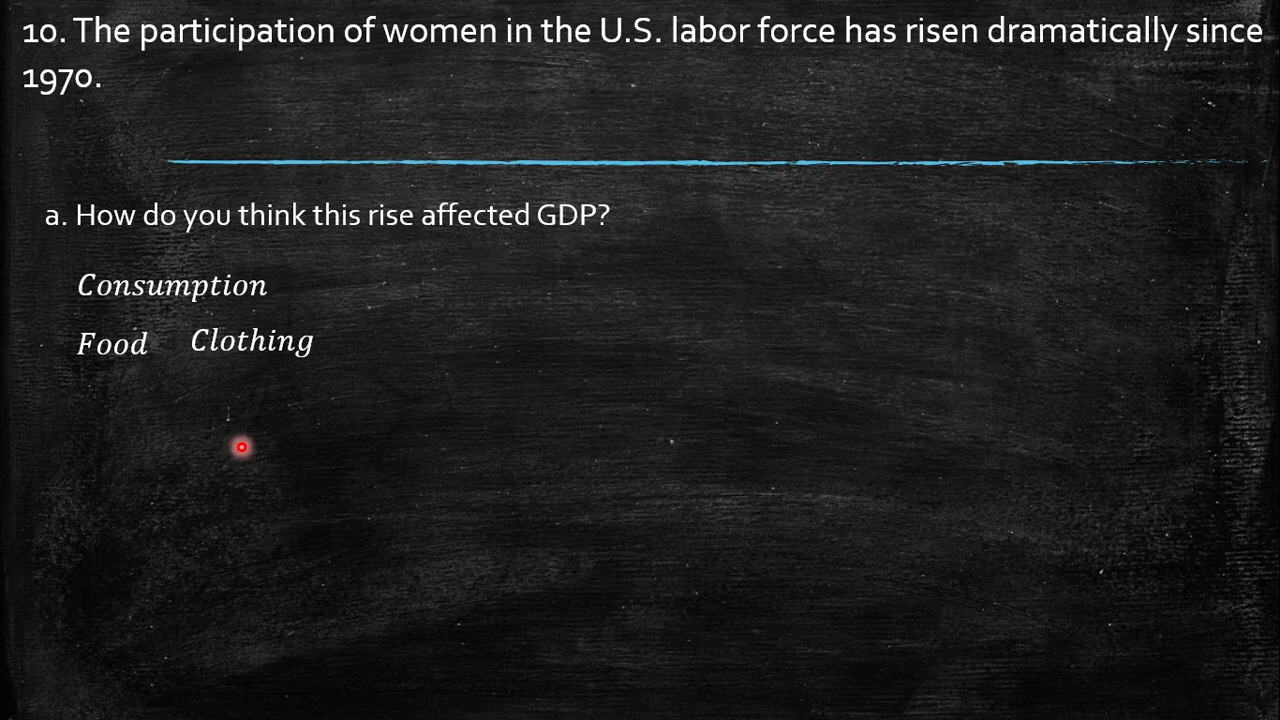 10. The participation of women in the U.S. labor force has risen dramatically since
1970.
a. How do you think this rise affected GDP?
Consumption
Food Clothing